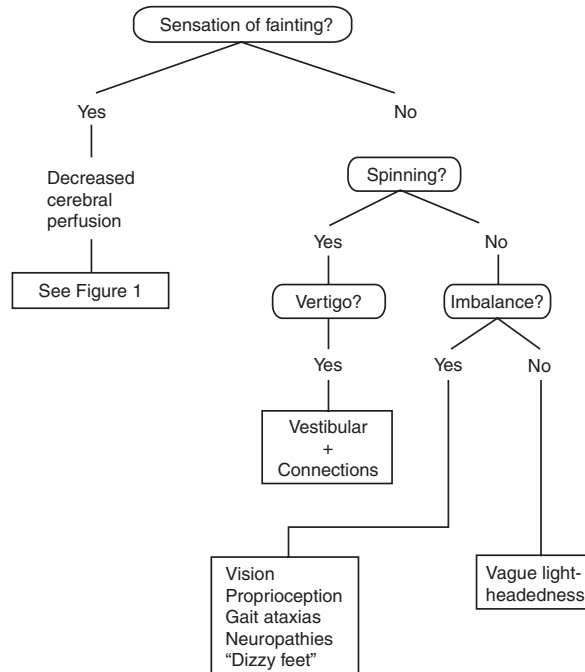 Sensation of fainting?
Yes
No
Decreased
cerebral
perfusion
Spinning?
See Figure 1
Yes
No
Vertigo?
Imbalance?
Yes
Yes
No
Vestibular
+
Connections
Vision
Proprioception
Gait ataxias
Neuropathies
“Dizzy feet”
Vague light-
headedness